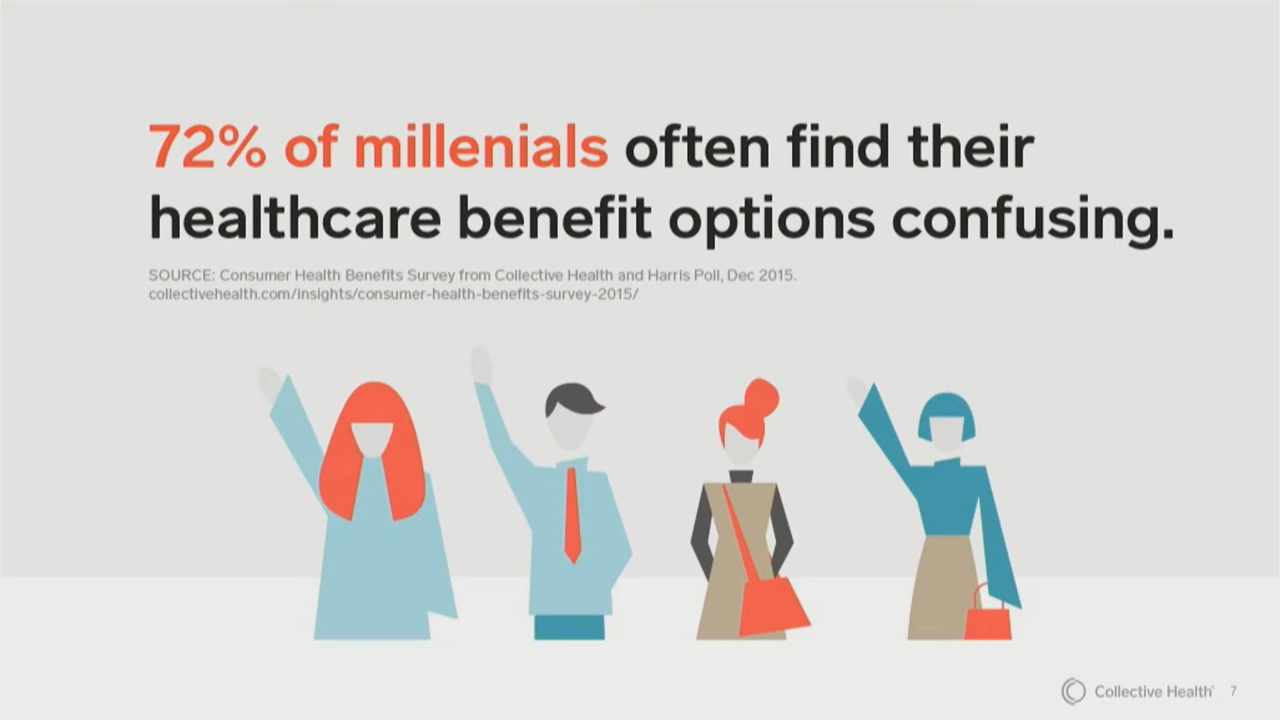 72% of millenials often find their
healthcare benefit options confusing.
SOURCE: Consumer Health Benefits Survey from Collective Health and Harris Poll, Dec 2015.
collectivehealth.com/insights/consumer-health-benefits-survey-2015/
Collective Health 7